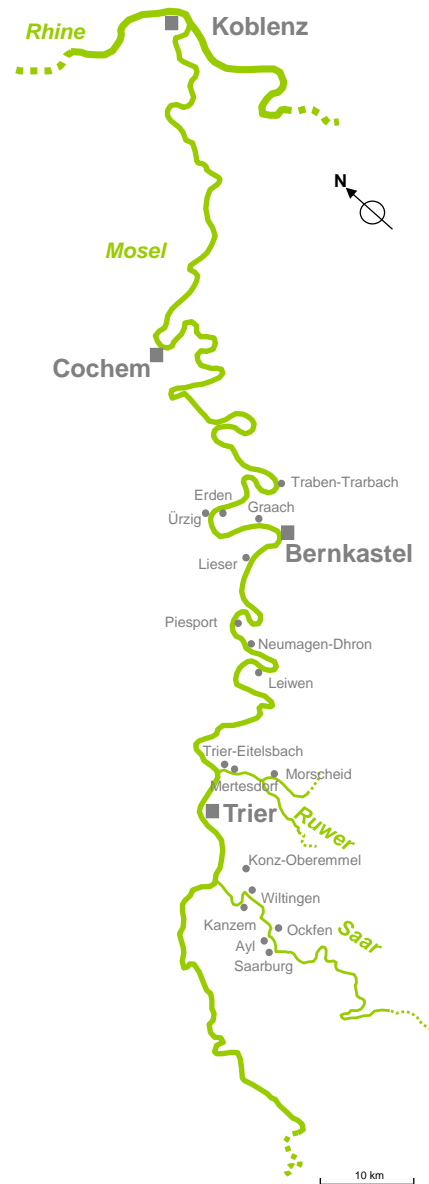 Rhine
Koblenz
N
Mosel
Cochem
Traben-Trarbach
Erden
Graach
Ürzig
Bernkastel
Lieser
Piesport
Neumagen-Dhron
Leiwen
Trier-Eitelsbach
Morscheid
Mertesdorf
Trier
Ruwer
Konz-Oberemmel
Wiltingen
Kanzem
Ockfen
Saar
Ayl
Saarburg
10 km